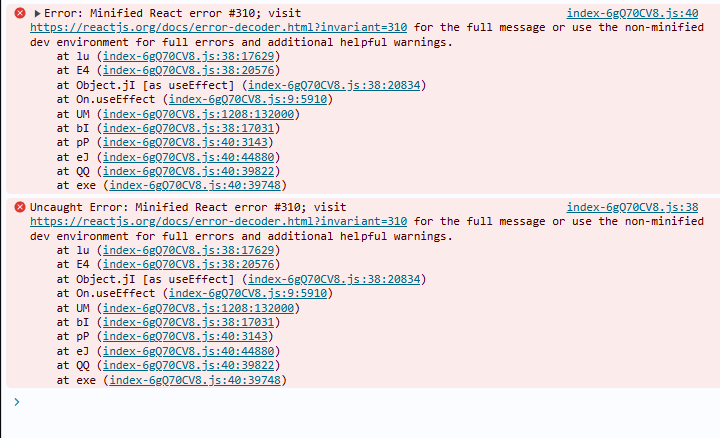 Error: Minified React error #310; visit index-6gQ70CV8.js:40
https://reactjs.org/docs/error-decoder.html?invariant=310 for the full message or use the non-minified
dev environment for full errors and additional helpful warnings.
at lu (index-6gQ70CV8.js:38:17629)
at E4 (index-6gQ70CV8.js:38:20576)
at Object.jI [as useEffect] (index-6gQ70CV8.js:38:20834)
at On.useEffect (index-6gQ70CV8.js:9:5910)
at UM (index-6gQ70CV8.js:1208:132000)
at bI (index-6gQ70CV8.js:38:17031)
at pP (index-6gQ70CV8.js:40:3143)
at eJ (index-6gQ70CV8.js:40:44880)
at QQ (index-6gQ70CV8.js:40:39822)
at exe (index-6gQ70CV8.js:40:39748)
Uncaught Error: Minified React error #310; visit index-6gQ70CV8.js:38
https://reactjs.org/docs/error-decoder.html?invariant=310 for the full message or use the non-minified
dev environment for full errors and additional helpful warnings.
at lu (index-6gQ70CV8.js:38:17629)
at E4 (index-6gQ70CV8.js:38:20576)
at Object.jI [as useEffect] (index-6gQ70CV8.js:38:20834)
at On.useEffect (index-6gQ70CV8.js:9:5910)
at UM (index-6gQ70CV8.js:1208:132000)
at bI (index-6gQ70CV8.js:38:17031)
at pP (index-6gQ70CV8.js:40:3143)
at eJ (index-6gQ70CV8.js:40:44880)
at QQ (index-6gQ70CV8.js:40:39822)
at exe (index-6gQ70CV8.js:40:39748)